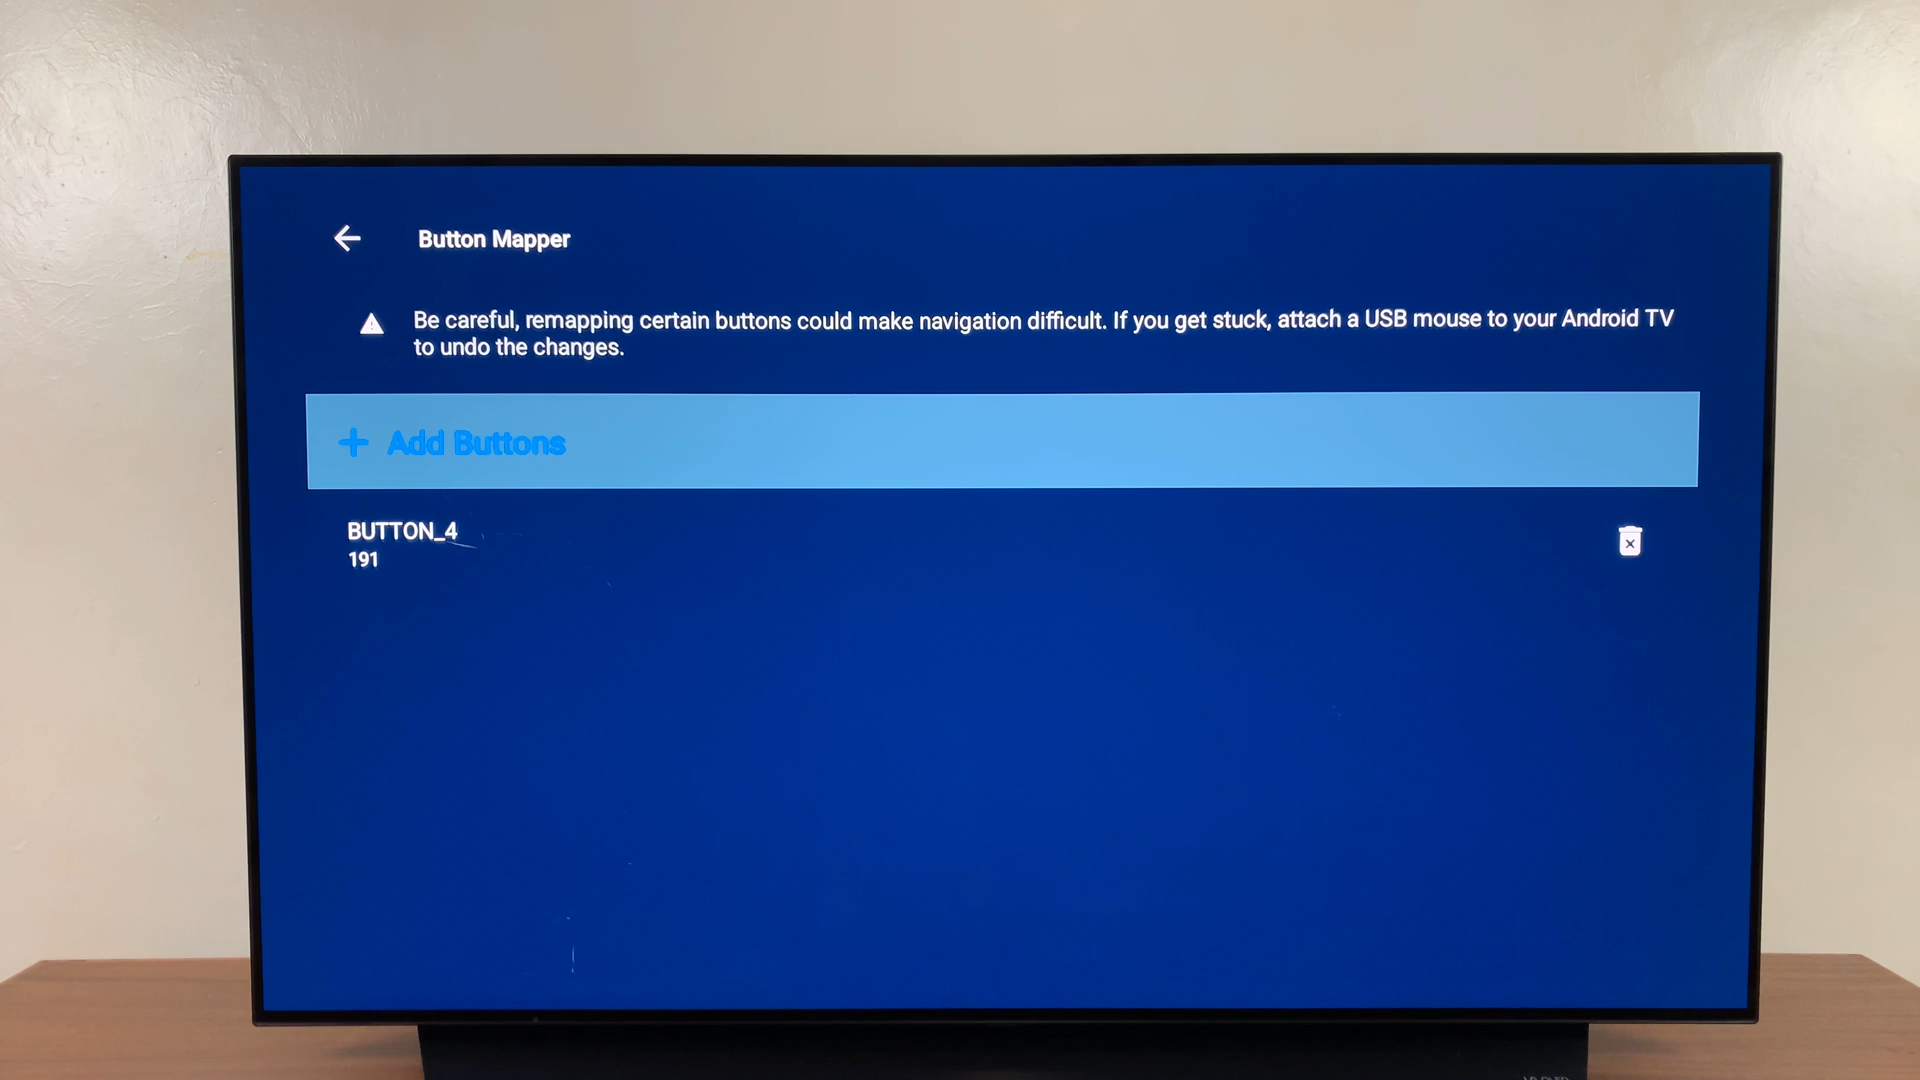 Button Mapper
Be careful, remapping certain buttons could make navigation difficult. If you get stuck, attach a USB mouse to your Android TV
to undo the changes.
+ Add Buttons
BUTTON_4
191